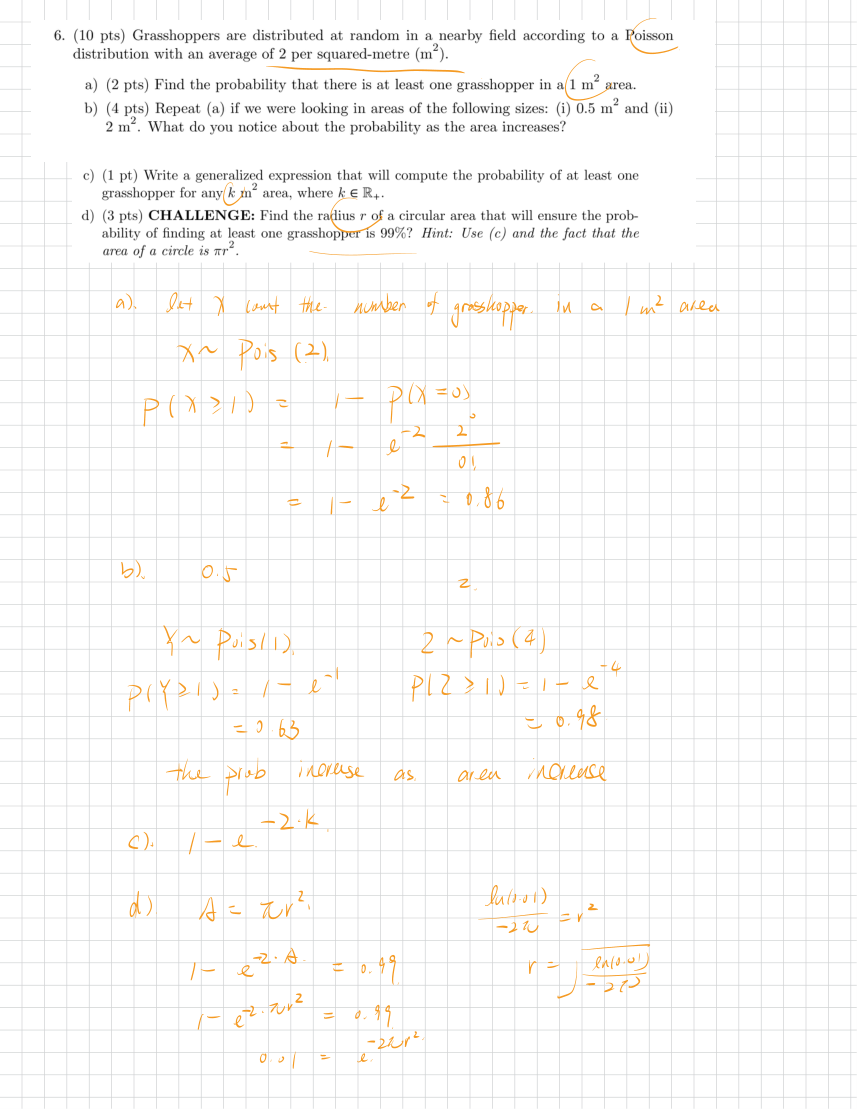 6. (10 pts) Grasshoppers are distributed at random in a nearby field according to a Poisson
distribution with an average of 2 per squared-metre (m²).
a) (2 pts) Find the probability that there is at least one grasshopper in a 1 m² area.
b) (4 pts) Repeat (a) if we were looking in areas of the following sizes: (i) 0.5 m² and (ii)
2 m². What do you notice about the probability as the area increases?
c) (1 pt) Write a generalized expression that will compute the probability of at least one
grasshopper for any k m² area, where k ∈ ℝ₊.
d) (3 pts) CHALLENGE: Find the radius r of a circular area that will ensure the prob-
ability of finding at least one grasshopper is 99%? Hint: Use (c) and the fact that the
area of a circle is πr².
a). let X count the number of grasshopper. in a 1 m² area
X ~ Pois (2).
P(X ≥ 1) = 1 − P(X = 0)
= 1 − e^-2 2^0 / 0!
= 1 − e^-2 = 0.86
b). 0.5
2.
Y ~ Pois(1).
P(Y ≥ 1) = 1 − e^-1
= 0.63
Z ~ Pois(4)
P(Z ≥ 1) = 1 − e^-4
= 0.98
the prob increase as area increase
c). 1 − e^-2·k
d). A = πr².
1 − e^-2·A = 0.99
1 − e^-2·πr² = 0.99
0.01 = e^-2πr²
ln(0.01) / -2π = r²
r = √(ln(0.01) / -2π)